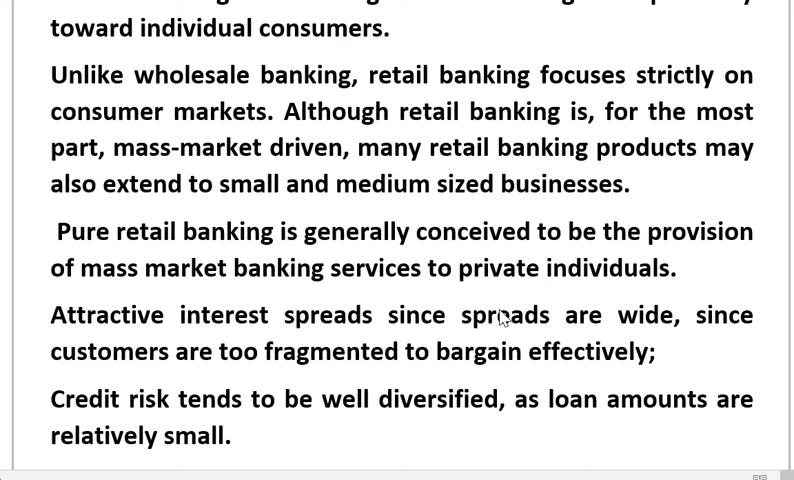 toward individual consumers.
Unlike wholesale banking, retail banking focuses strictly on
consumer markets. Although retail banking is, for the most
part, mass-market driven, many retail banking products may
also extend to small and medium sized businesses.
Pure retail banking is generally conceived to be the provision
of mass market banking services to private individuals.
Attractive interest spreads since spreads are wide, since
customers are too fragmented to bargain effectively;
Credit risk tends to be well diversified, as loan amounts are
relatively small.